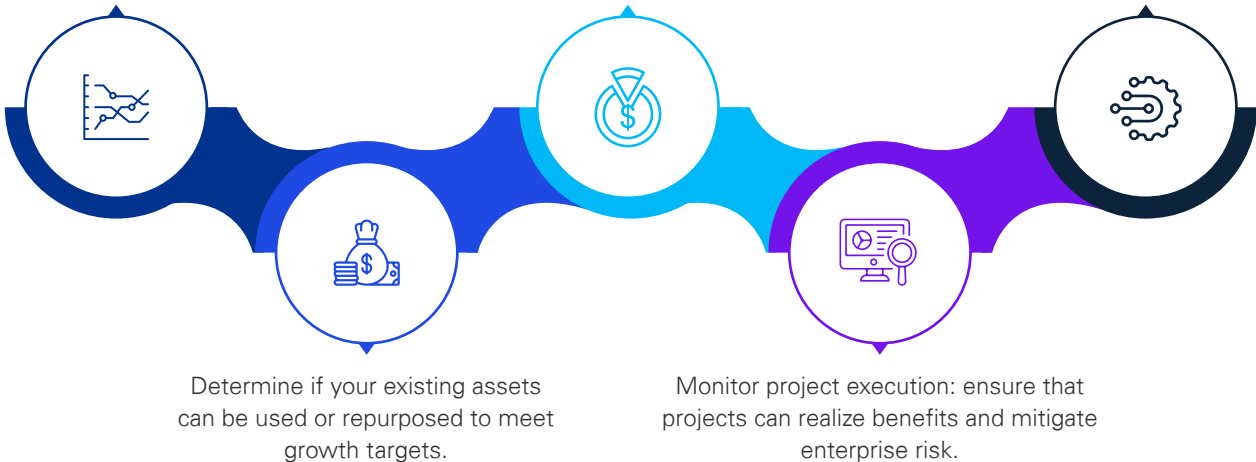 Determine if your existing assets
can be used or repurposed to meet
growth targets.
Monitor project execution: ensure that
projects can realize benefits and mitigate
enterprise risk.